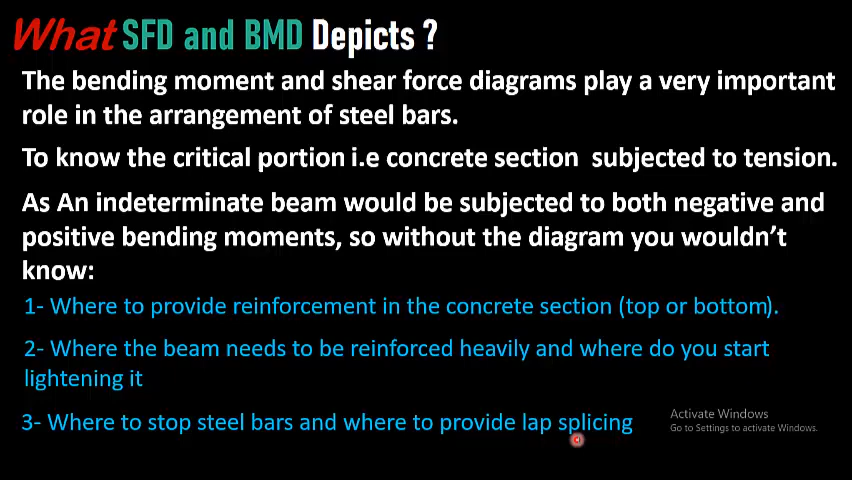 What SFD and BMD Depicts ?
The bending moment and shear force diagrams play a very important
role in the arrangement of steel bars.
To know the critical portion i.e concrete section subjected to tension.
As An indeterminate beam would be subjected to both negative and
positive bending moments, so without the diagram you wouldn't
know:
1- Where to provide reinforcement in the concrete section (top or bottom).
2- Where the beam needs to be reinforced heavily and where do you start
lightening it
3- Where to stop steel bars and where to provide lap splicing
Activate Windows
Go to Settings to activate Windows.